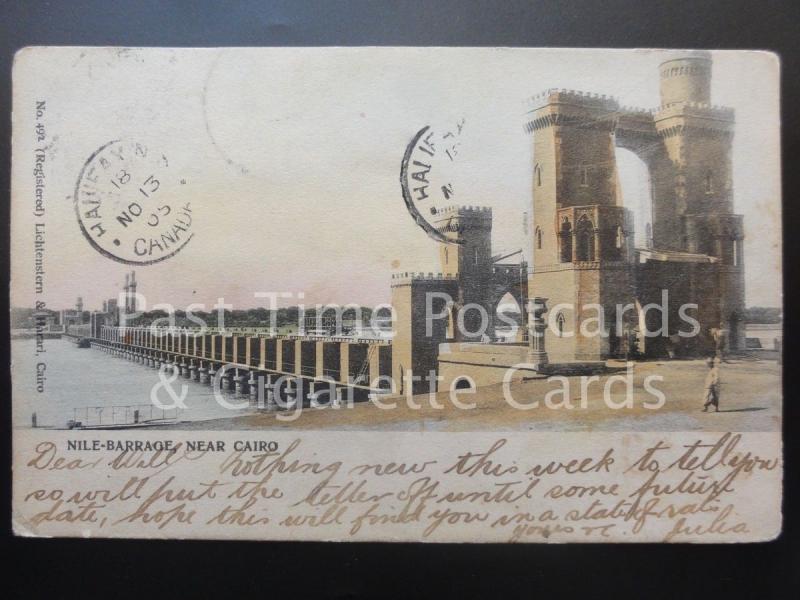 No. 492 (Registered) Lichtenstern & Harari, Cairo
HALIFAX
18
NO 13
05
CANADA
HALIF
Past Time Postcards
& Cigarette Cards
NILE-BARRAGE, NEAR CAIRO
Dear Will Nothing new this week to tell you
so will put the letter off until some future
date, hope this will find you in a state of
yours Julia